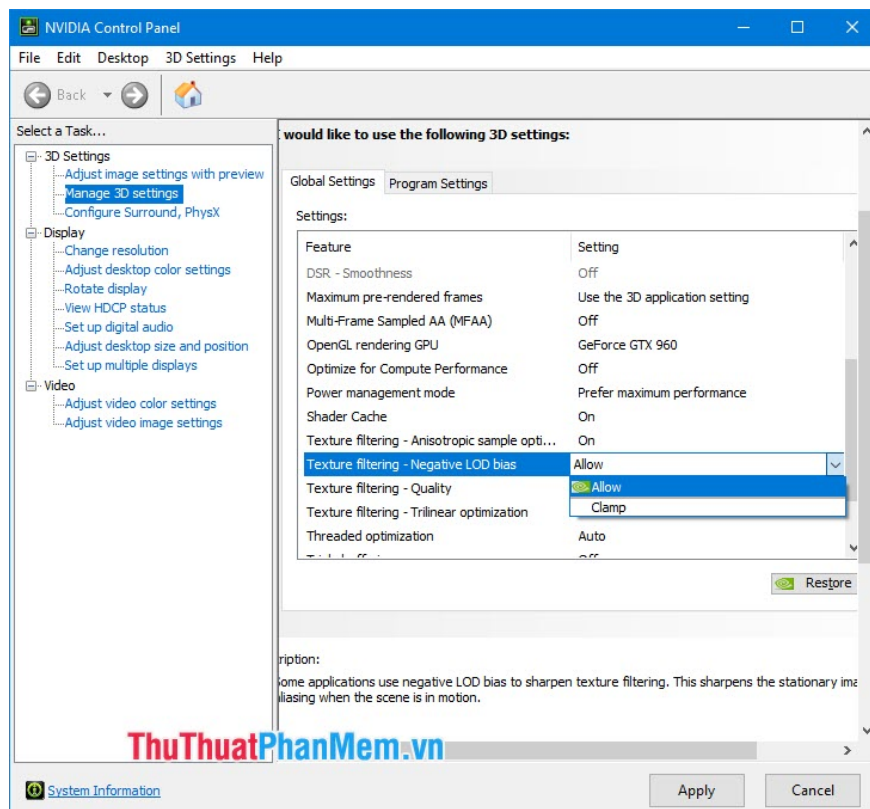 NVIDIA Control Panel
File Edit Desktop 3D Settings Help
Back
Select a Task...
3D Settings
Adjust image settings with preview
Manage 3D settings
Configure Surround, PhysX
Display
Change resolution
Adjust desktop color settings
Rotate display
View HDCP status
Set up digital audio
Adjust desktop size and position
Set up multiple displays
Video
Adjust video color settings
Adjust video image settings
would like to use the following 3D settings:
Global Settings Program Settings
Settings:
Feature Setting
DSR - Smoothness Off
Maximum pre-rendered frames Use the 3D application setting
Multi-Frame Sampled AA (MFAA) Off
OpenGL rendering GPU GeForce GTX 960
Optimize for Compute Performance Off
Power management mode Prefer maximum performance
Shader Cache On
Texture filtering - Anisotropic sample opti... On
Texture filtering - Negative LOD bias Allow
Texture filtering - Quality Allow
Texture filtering - Trilinear optimization Clamp
Threaded optimization Auto
Restore
ription:
ome applications use negative LOD bias to sharpen texture filtering. This sharpens the stationary ima
liasing when the scene is in motion.
ThuThuatPhanMem.vn
System Information
Apply Cancel